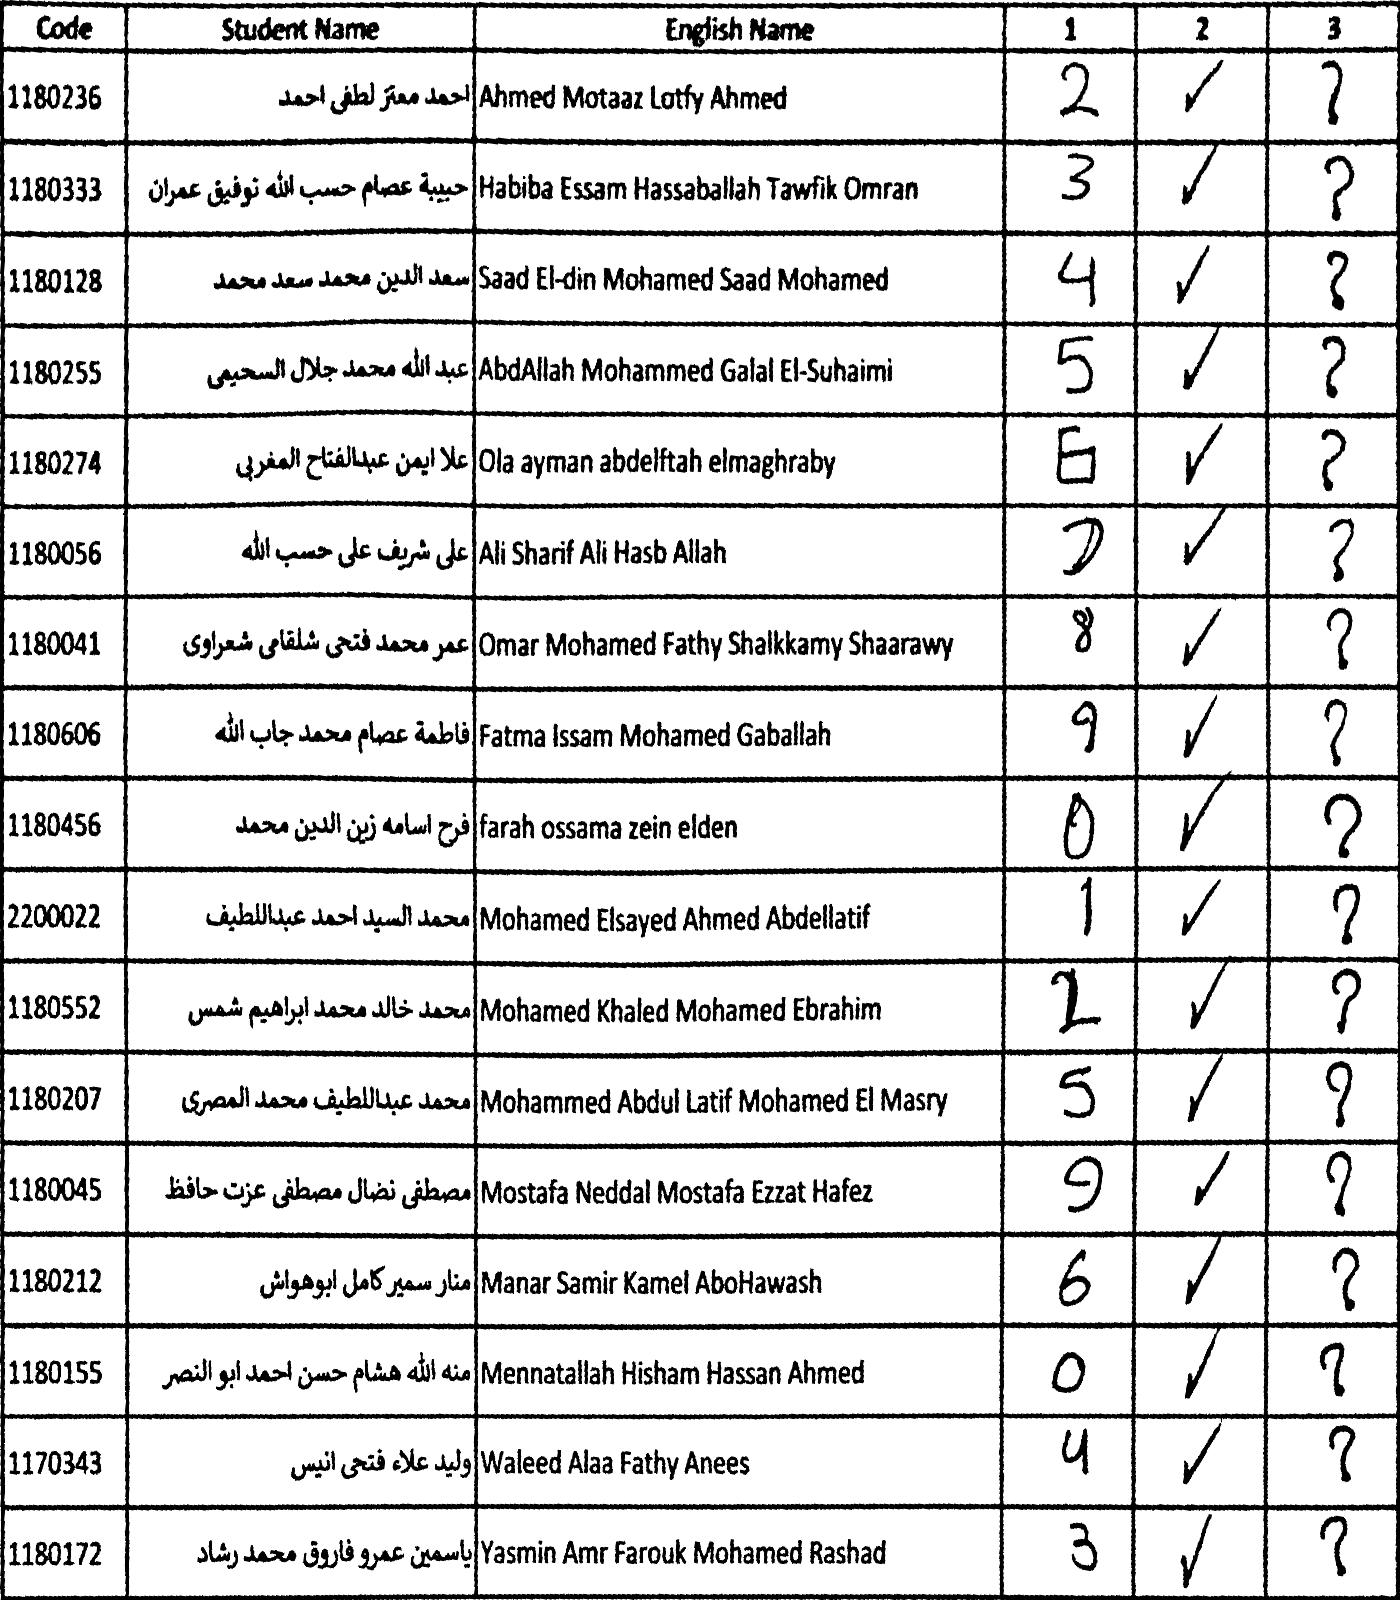 Code Student Name English Name 1 2 3
1180236 احمد معتز لطفى احمد Ahmed Motaaz Lotfy Ahmed 2 ✓ ?
1180333 حبيبة عصام حسب الله توفيق عمران Habiba Essam Hassaballah Tawfik Omran 3 ✓ ?
1180128 سعد الدين محمد سعد محمد Saad El-din Mohamed Saad Mohamed 4 ✓ ?
1180255 عبد الله محمد جلال السحيمى AbdAllah Mohammed Galal El-Suhaimi 5 ✓ ?
1180274 علا ايمن عبدالفتاح المغربى Ola ayman abdelftah elmaghraby 6 ✓ ?
1180056 على شريف على حسب الله Ali Sharif Ali Hasb Allah ✓ ?
1180041 عمر محمد فتحى شلقامى شعراوى Omar Mohamed Fathy Shalkkamy Shaarawy 8 ✓ ?
1180606 فاطمة عصام محمد جاب الله Fatma Issam Mohamed Gaballah 9 ✓ ?
1180456 فرح اسامه زين الدين محمد farah ossama zein elden 0 ✓ ?
2200022 محمد السيد احمد عبداللطيف Mohamed Elsayed Ahmed Abdellatif 1 ✓ ?
1180552 محمد خالد محمد ابراهيم شمس Mohamed Khaled Mohamed Ebrahim 2 ✓ ?
1180207 محمد عبداللطيف محمد المصرى Mohammed Abdul Latif Mohamed El Masry 5 ✓ ?
1180045 مصطفى نضال مصطفى عزت حافظ Mostafa Neddal Mostafa Ezzat Hafez 9 ✓ ?
1180212 منار سمير كامل ابوهواش Manar Samir Kamel AboHawash 6 ✓ ?
1180155 منه الله هشام حسن احمد ابو النصر Mennatallah Hisham Hassan Ahmed 0 ✓ ?
1170343 وليد علاء فتحى انيس Waleed Alaa Fathy Anees 4 ✓ ?
1180172 ياسمين عمرو فاروق محمد رشاد Yasmin Amr Farouk Mohamed Rashad 3 ✓ ?